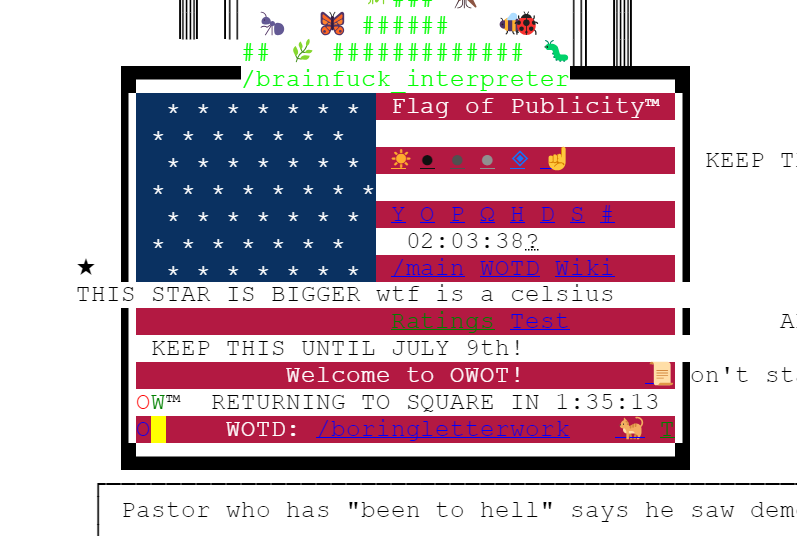 ###
🐜 🦋 ###### 🐝🐞
## 🌿 ############# 🐛
/brainfuck_interpreter
* * * * * * * Flag of Publicity™
* * * * * * *
* * * * * * * ☀ ● ● ● 💠 ☝ KEEP T
* * * * * * * *
* * * * * * * Y O P Ω H D S #
* * * * * * * 02:03:38?
★ * * * * * * * /main WOTD Wiki
THIS STAR IS BIGGER wtf is a celsius
Ratings Test A
KEEP THIS UNTIL JULY 9th!
Welcome to OWOT! 📜 on't st
OW™ RETURNING TO SQUARE IN 1:35:13
O WOTD: /boringletterwork 🐈 T
Pastor who has "been to hell" says he saw dem